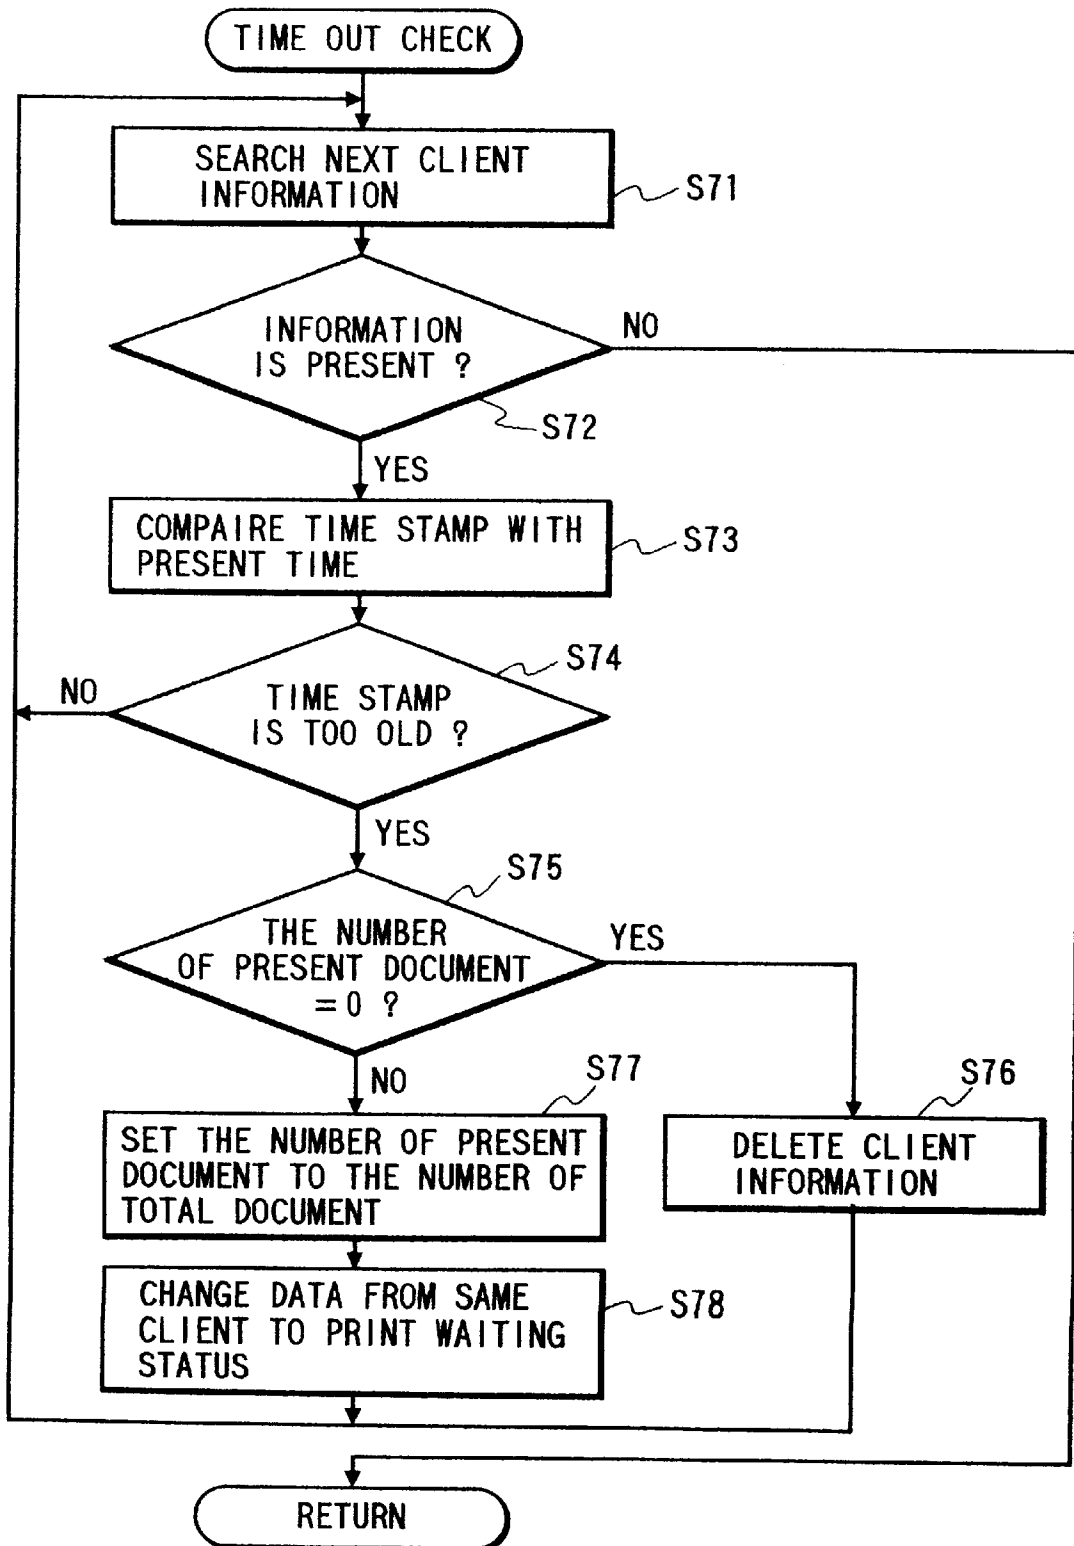 TIME OUT CHECK
SEARCH NEXT CLIENT
INFORMATION
S71
INFORMATION
IS PRESENT ?
NO
S72
YES
COMPAIRE TIME STAMP WITH
PRESENT TIME
S73
S74
TIME STAMP
IS TOO OLD ?
NO
YES
S75
THE NUMBER
OF PRESENT DOCUMENT
= 0 ?
YES
NO
S77
SET THE NUMBER OF PRESENT
DOCUMENT TO THE NUMBER OF
TOTAL DOCUMENT
S76
DELETE CLIENT
INFORMATION
CHANGE DATA FROM SAME
CLIENT TO PRINT WAITING
STATUS
S78
RETURN